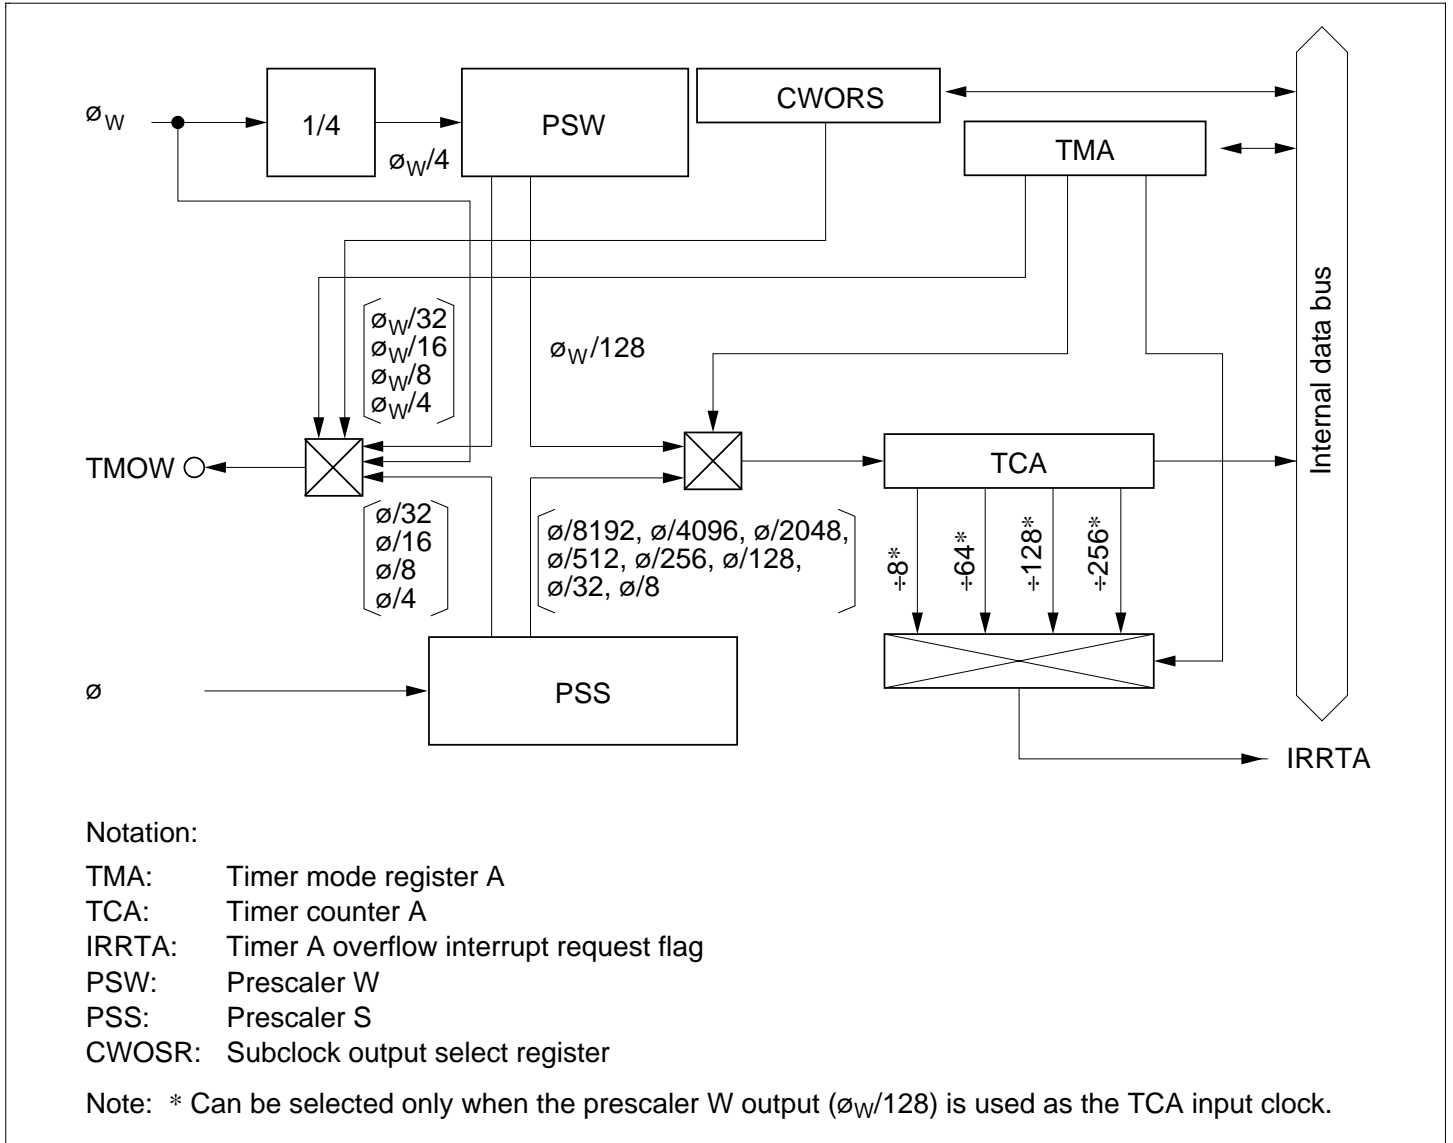 øW
1/4
øW/4
PSW
CWORS
TMA
Internal data bus
øW/32
øW/16
øW/8
øW/4
øW/128
TMOW
TCA
ø/32
ø/16
ø/8
ø/4
ø/8192, ø/4096, ø/2048,
ø/512, ø/256, ø/128,
ø/32, ø/8
÷8*
÷64*
÷128*
÷256*
ø
PSS
IRRTA
Notation:
TMA: Timer mode register A
TCA: Timer counter A
IRRTA: Timer A overflow interrupt request flag
PSW: Prescaler W
PSS: Prescaler S
CWOSR: Subclock output select register
Note: * Can be selected only when the prescaler W output (øW/128) is used as the TCA input clock.